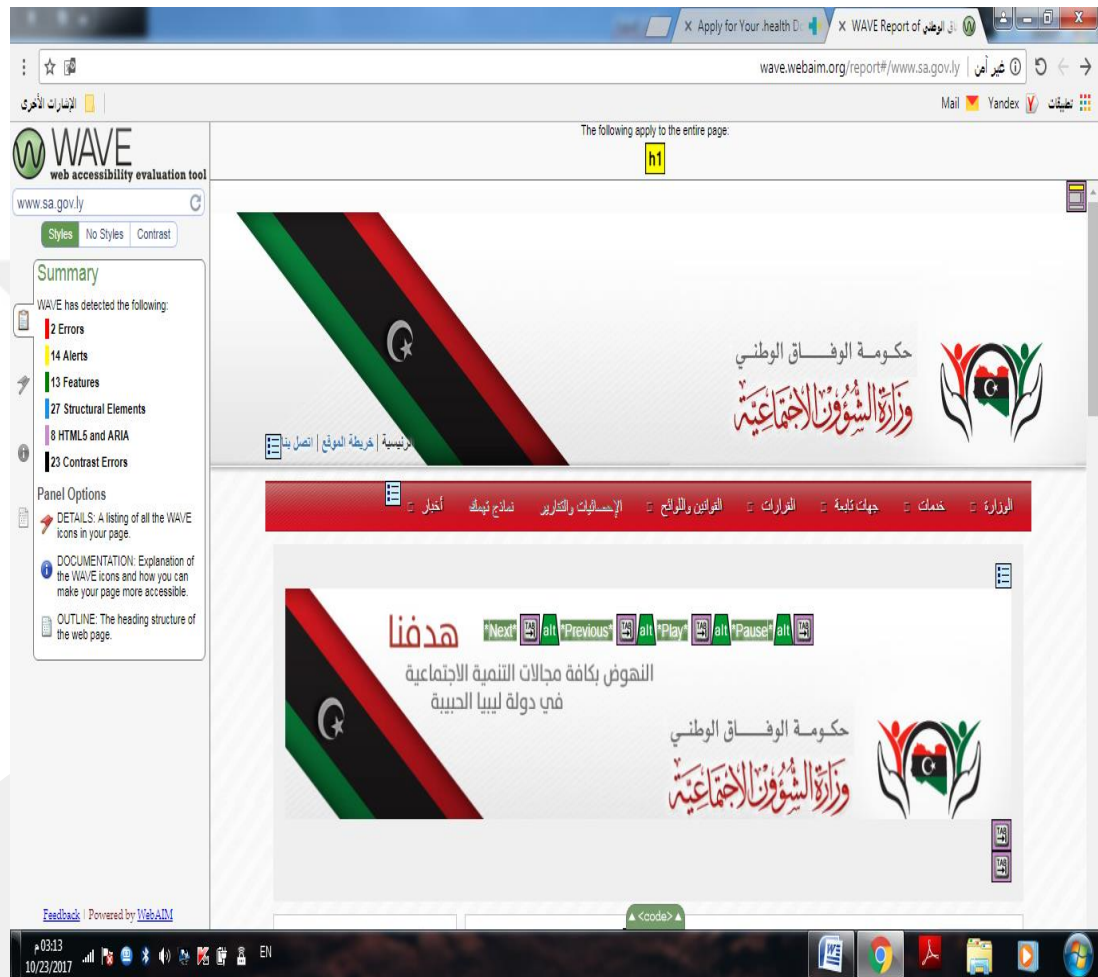 Apply for Your .health D
WAVE Report of اق الوطني
غير آمن
wave.webaim.org/report#/www.sa.gov.ly
الإشارات الأخرى
Mail
Yandex
تطبيقات
WAVE
web accessibility evaluation tool
www.sa.gov.ly
Styles No Styles Contrast
Summary
WAVE has detected the following:
2 Errors
14 Alerts
13 Features
27 Structural Elements
8 HTML5 and ARIA
23 Contrast Errors
Panel Options
DETAILS: A listing of all the WAVE
icons in your page.
DOCUMENTATION: Explanation of
the WAVE icons and how you can
make your page more accessible.
OUTLINE: The heading structure of
the web page.
Feedback | Powered by WebAIM
The following apply to the entire page:
h1
حكومة الوفاق الوطني
وزارة الشؤون الاجتماعية
الرئيسية | خريطة الموقع | اتصل بنا
الوزارة خدمات جهات تابعة القرارات القوانين واللوائح الإحصائيات والتقارير نماذج تهمك أخبار
هدفنا
*Next* TAB alt *Previous* TAB alt *Play* TAB alt *Pause* alt TAB
النهوض بكافة مجالات التنمية الاجتماعية
في دولة ليبيا الحبيبة
حكومة الوفاق الوطني
وزارة الشؤون الاجتماعية
TAB
TAB
▲ <code> ▲
03:13 م
10/23/2017
EN